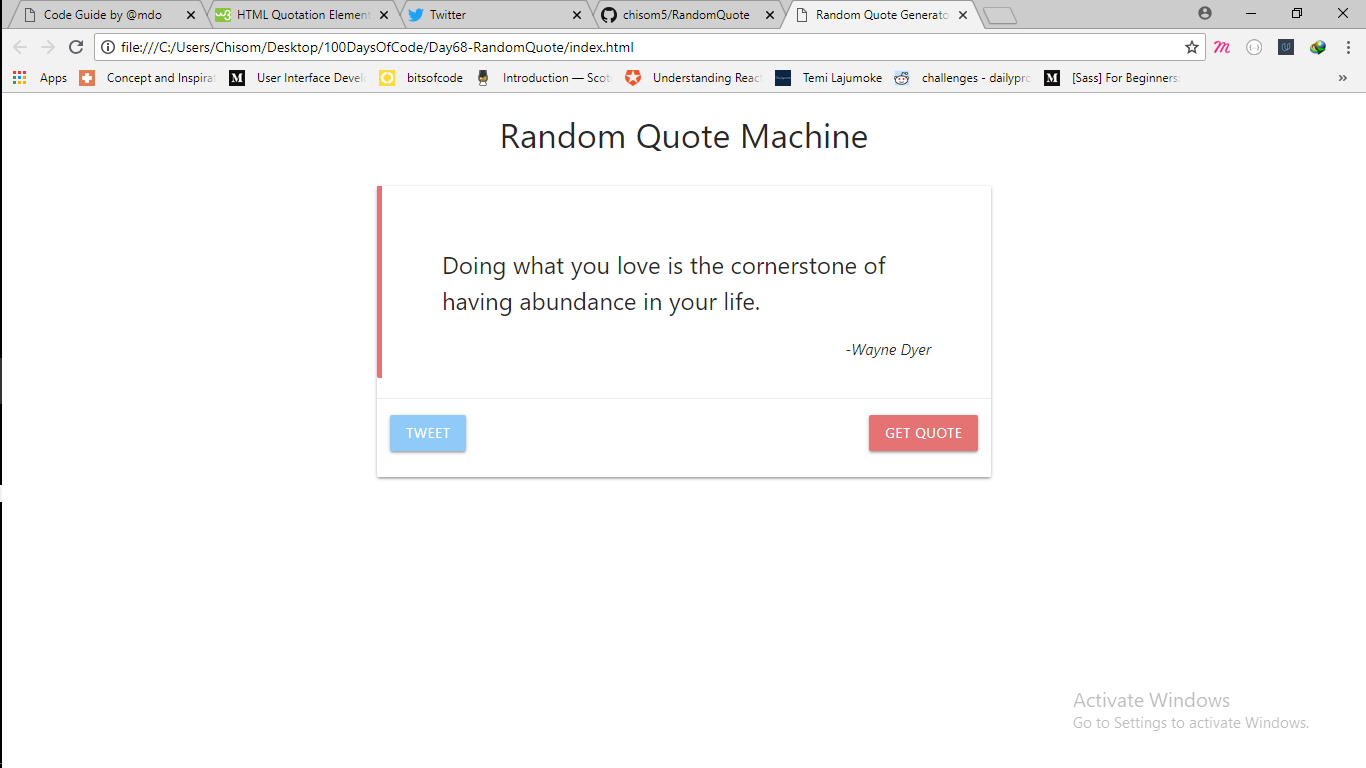 Code Guide by @mdo
HTML Quotation Element
Twitter
chisom5/RandomQuote
Random Quote Generato
file:///C:/Users/Chisom/Desktop/100DaysOfCode/Day68-RandomQuote/index.html
Apps
Concept and Inspira
M
User Interface Devel
bitsofcode
Introduction — Scot
Understanding Reac
Temi Lajumoke
challenges - dailypro
M
[Sass] For Beginners:
»
Random Quote Machine
Doing what you love is the cornerstone of
having abundance in your life.
-Wayne Dyer
TWEET
GET QUOTE
Activate Windows
Go to Settings to activate Windows.